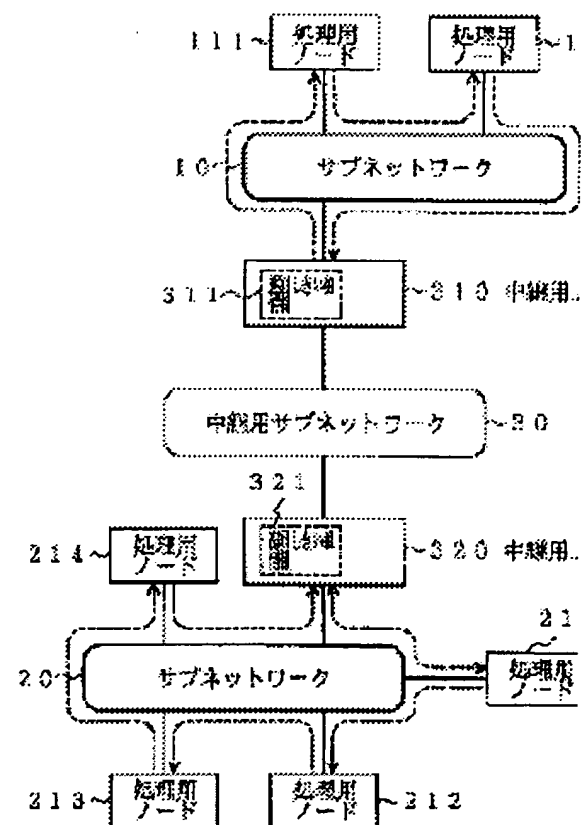 111
処理用
ノード
処理用
ノード
1
10
サブネットワーク
311
310 中継用
中継用サブネットワーク
30
321
214
処理用
ノード
320 中継用
21
20
サブネットワーク
処理用
ノード
213
処理用
ノード
処理用
ノード
212